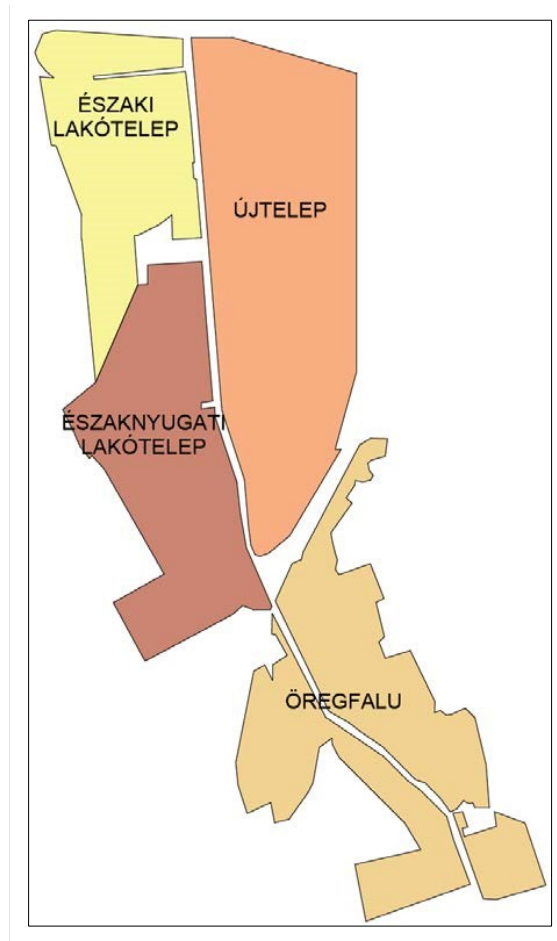 ÉSZAKI
LAKÓTELEP
ÚJTELEP
ÉSZAKNYUGATI
LAKÓTELEP
ÖREGFALU